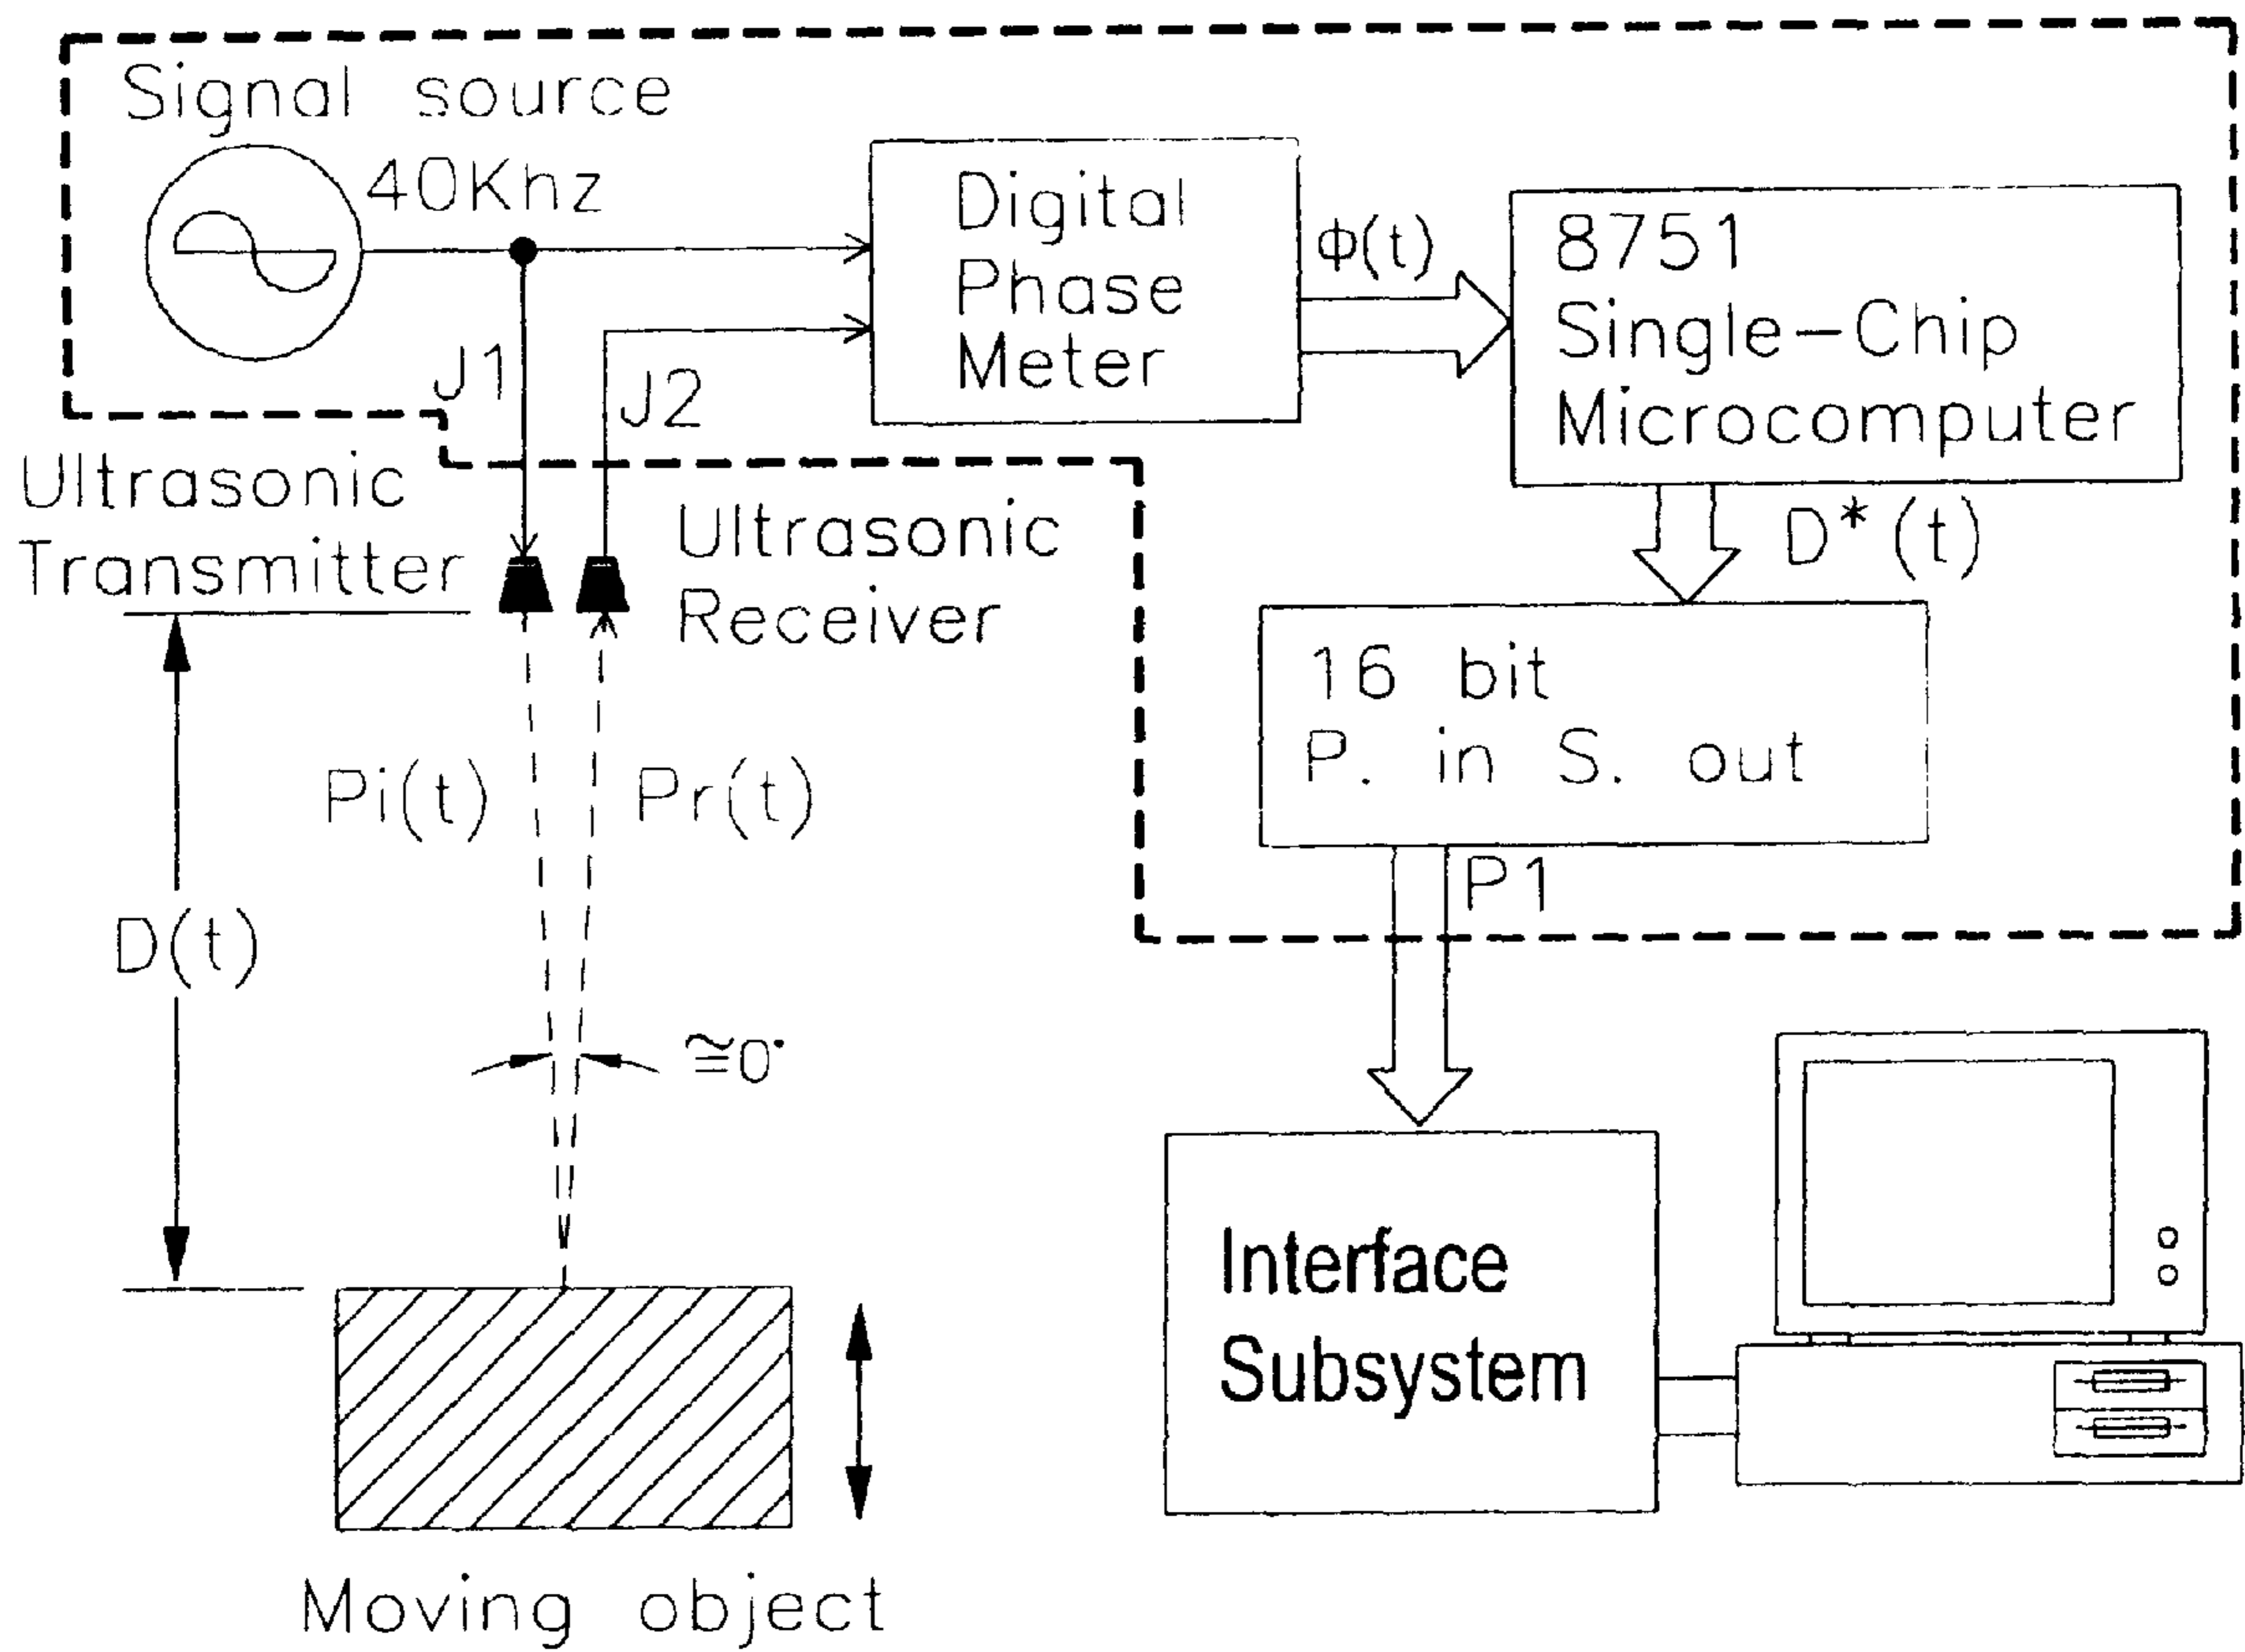 Signal source
40Khz
Digital
Phase
Meter
Φ(t)
8751
Single-Chip
Microcomputer
J1
J2
Ultrasonic
Transmitter
Ultrasonic
Receiver
D*(t)
16 bit
P. in S. out
Pi(t)
Pr(t)
P1
D(t)
≅0°
Interface
Subsystem
Moving object